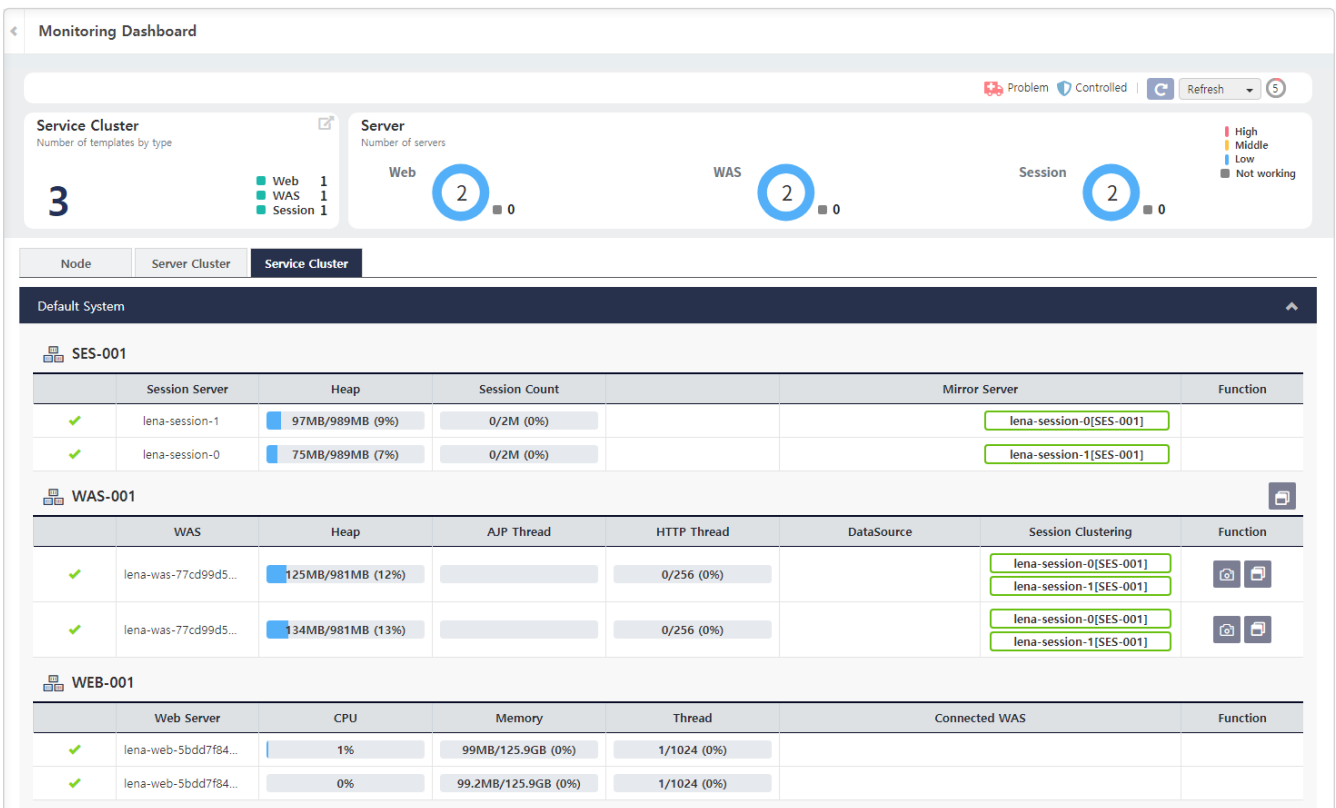 Monitoring Dashboard
Problem Controlled Refresh 5
Service Cluster
Number of templates by type
3
Web 1
WAS 1
Session 1
Server
Number of servers
Web 2 0
WAS 2 0
Session 2 0
High
Middle
Low
Not working
Node Server Cluster Service Cluster
Default System
SES-001
Session Server Heap Session Count Mirror Server Function
lena-session-1 97MB/989MB (9%) 0/2M (0%) lena-session-0[SES-001]
lena-session-0 75MB/989MB (7%) 0/2M (0%) lena-session-1[SES-001]
WAS-001
WAS Heap AJP Thread HTTP Thread DataSource Session Clustering Function
lena-was-77cd99d5... 125MB/981MB (12%) 0/256 (0%) lena-session-0[SES-001]
lena-session-1[SES-001]
lena-was-77cd99d5... 134MB/981MB (13%) 0/256 (0%) lena-session-0[SES-001]
lena-session-1[SES-001]
WEB-001
Web Server CPU Memory Thread Connected WAS Function
lena-web-5bdd7f84... 1% 99MB/125.9GB (0%) 1/1024 (0%)
lena-web-5bdd7f84... 0% 99.2MB/125.9GB (0%) 1/1024 (0%)